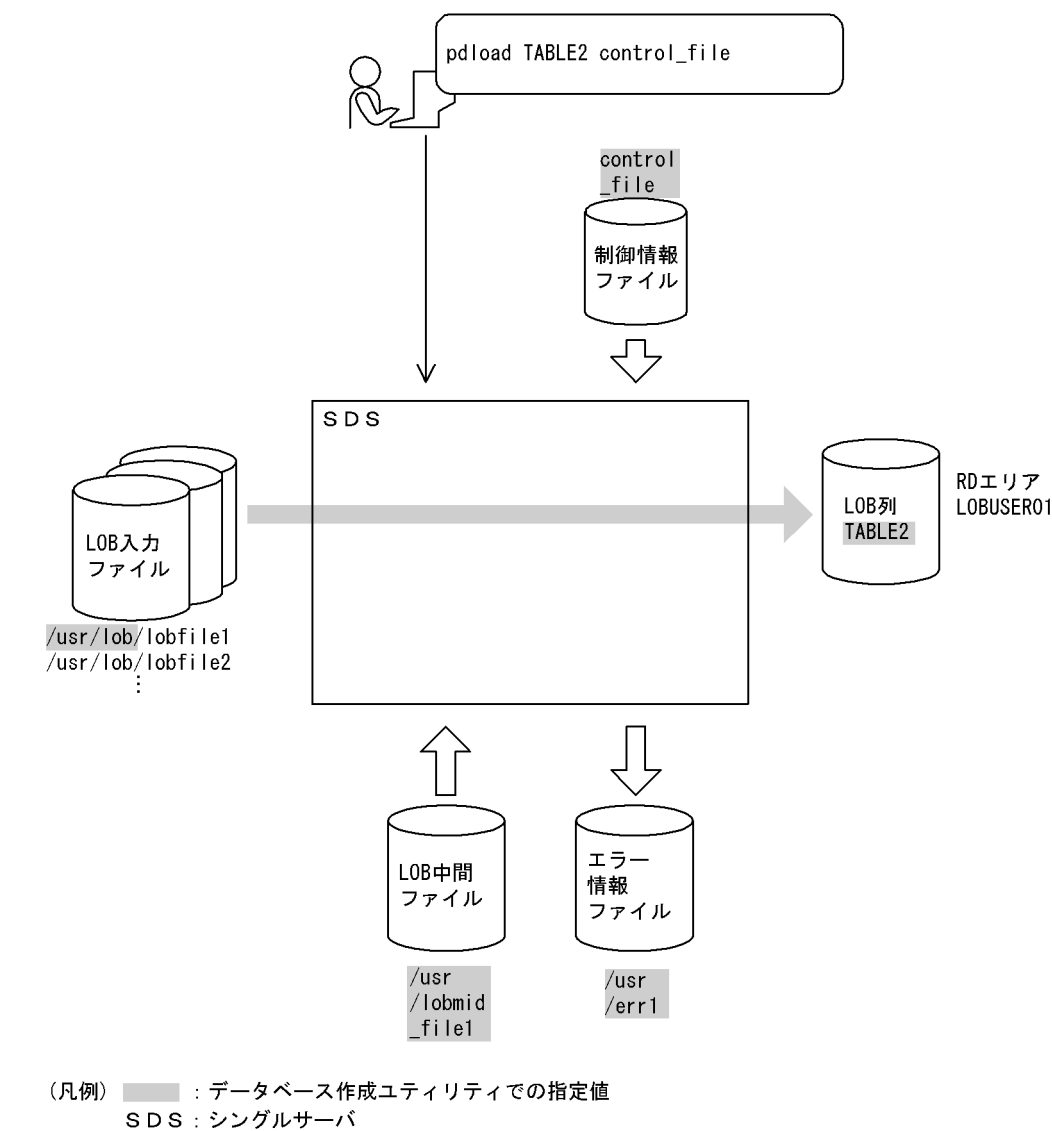 pdload TABLE2 control_file
control
_file
制御情報
ファイル
ＳＤＳ
LOB入力
ファイル
/usr/lob/lobfile1
/usr/lob/lobfile2
⋮
LOB列
TABLE2
RDエリア
LOBUSER01
LOB中間
ファイル
/usr
/lobmid
_file1
エラー
情報
ファイル
/usr
/err1
（凡例） ：データベース作成ユティリティでの指定値
ＳＤＳ：シングルサーバ